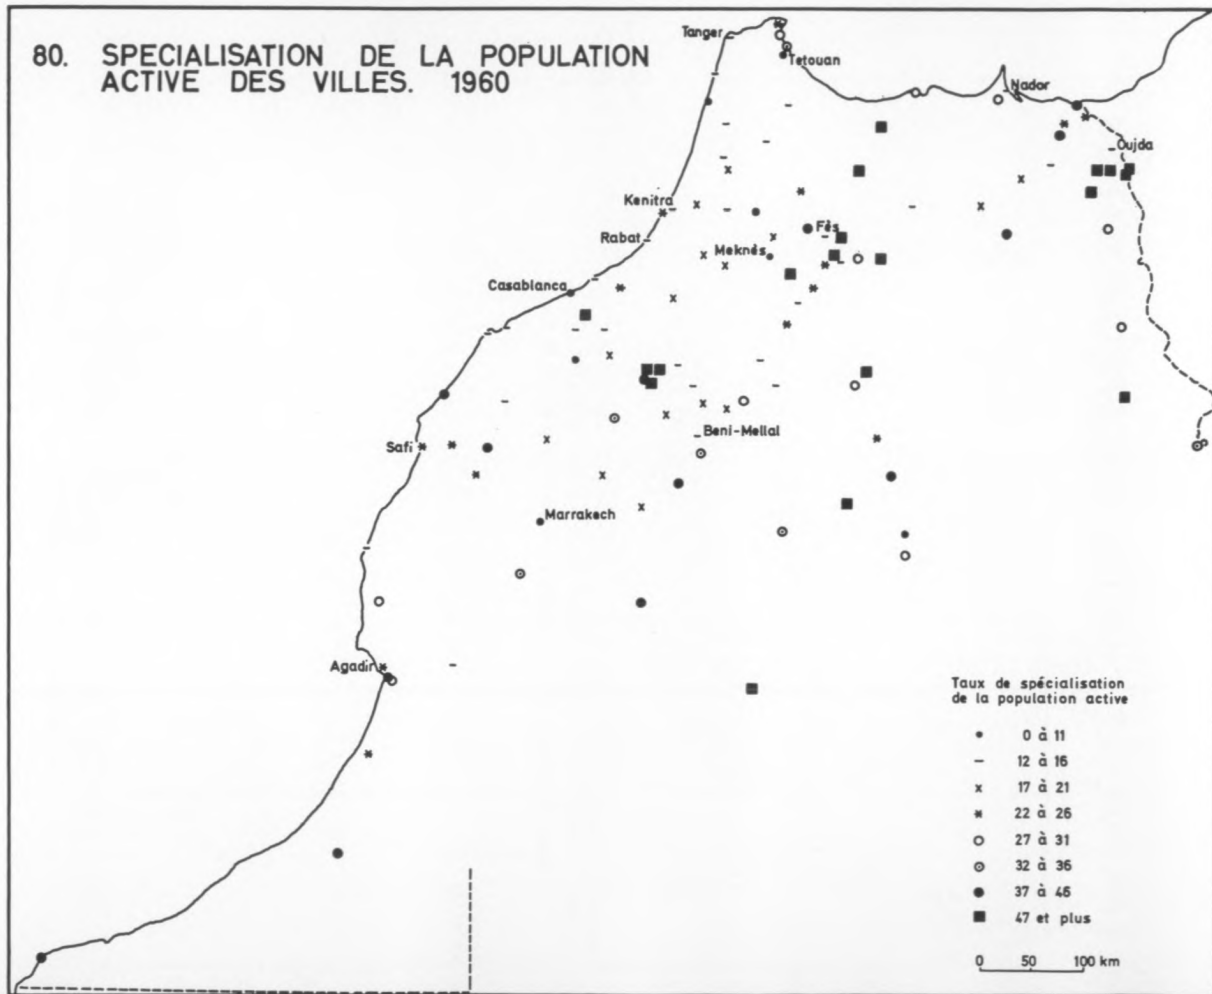 80. SPECIALISATION DE LA POPULATION
ACTIVE DES VILLES. 1960
Tanger
Tetouan
Nador
Oujda
Kenitra
Rabat
Fès
Meknès
Casablanca
Safi
Beni-Mellal
Marrakech
Agadir
Taux de spécialisation
de la population active
0 à 11
12 à 16
17 à 21
22 à 26
27 à 31
32 à 36
37 à 46
47 et plus
0 50 100 km